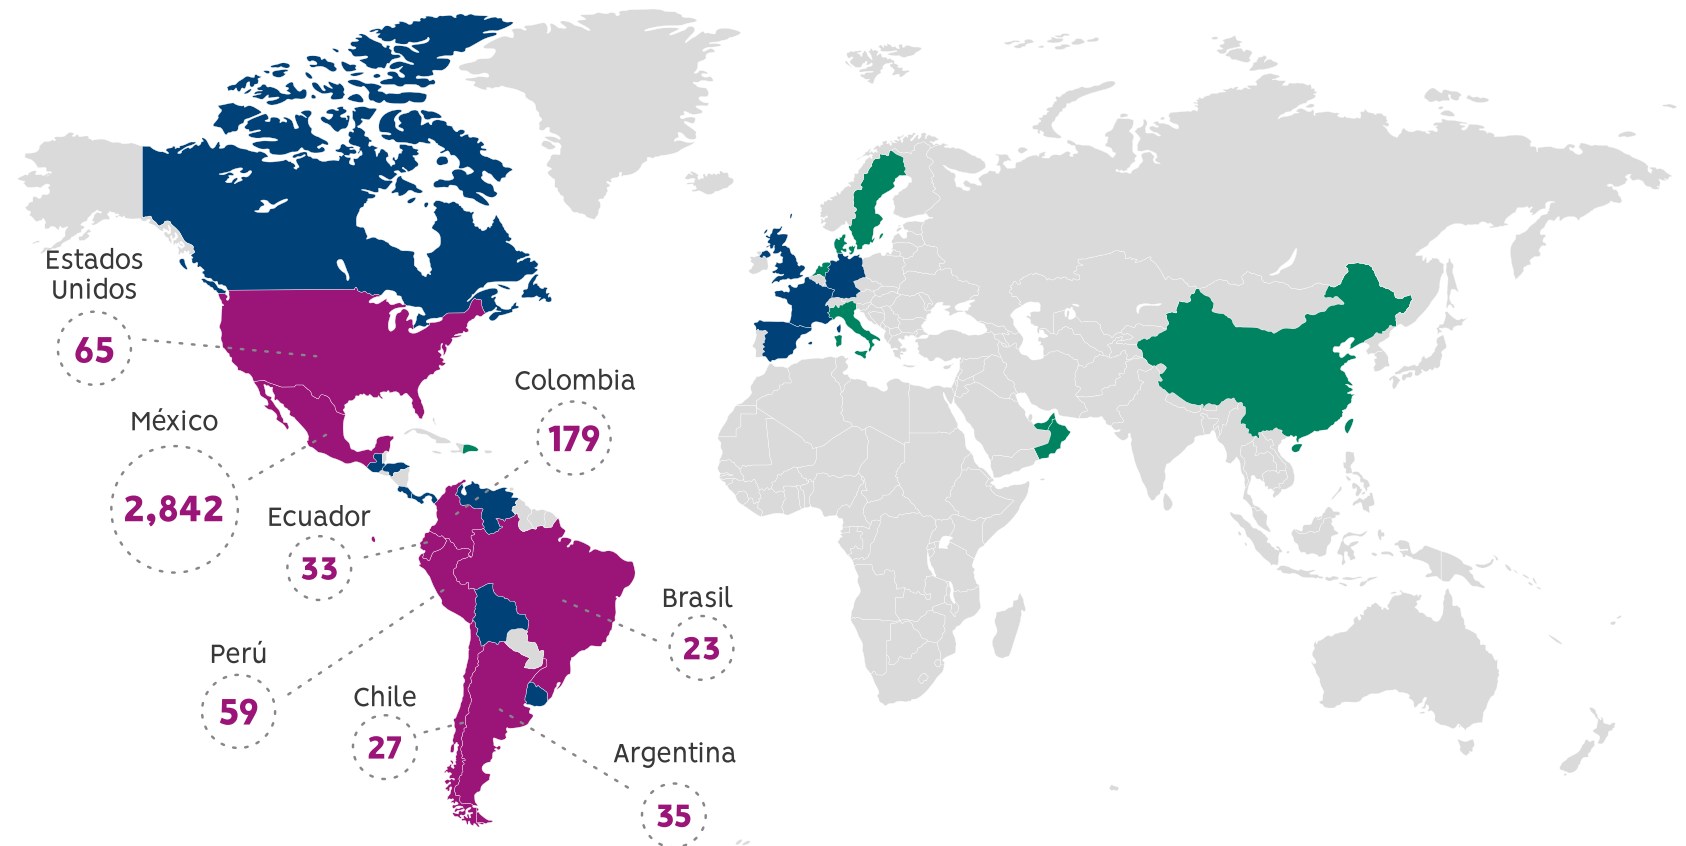 Estados
Unidos
65
Colombia
179
México
2,842
Ecuador
33
Brasil
23
Perú
59
Chile
27
Argentina
35